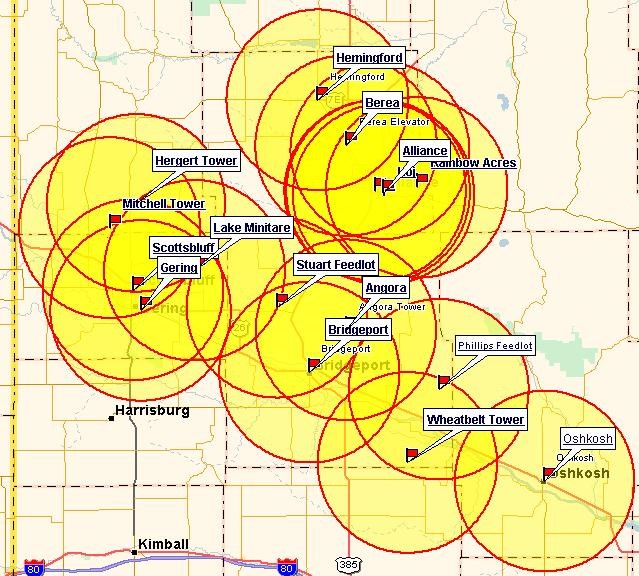 Hemingford
Hemingford
Berea
Berea Elevator
Alliance
Rainbow Acres
Hergert Tower
Mitchell Tower
Lake Minitare
Scottsbluff
Gering
Gering
Stuart Feedlot
Angora
Angora Tower
26
Bridgeport
Bridgeport
Bridgeport
Phillips Feedlot
Harrisburg
Wheatbelt Tower
Oshkosh
Oshkosh
Oshkosh
Kimball
80
80
385